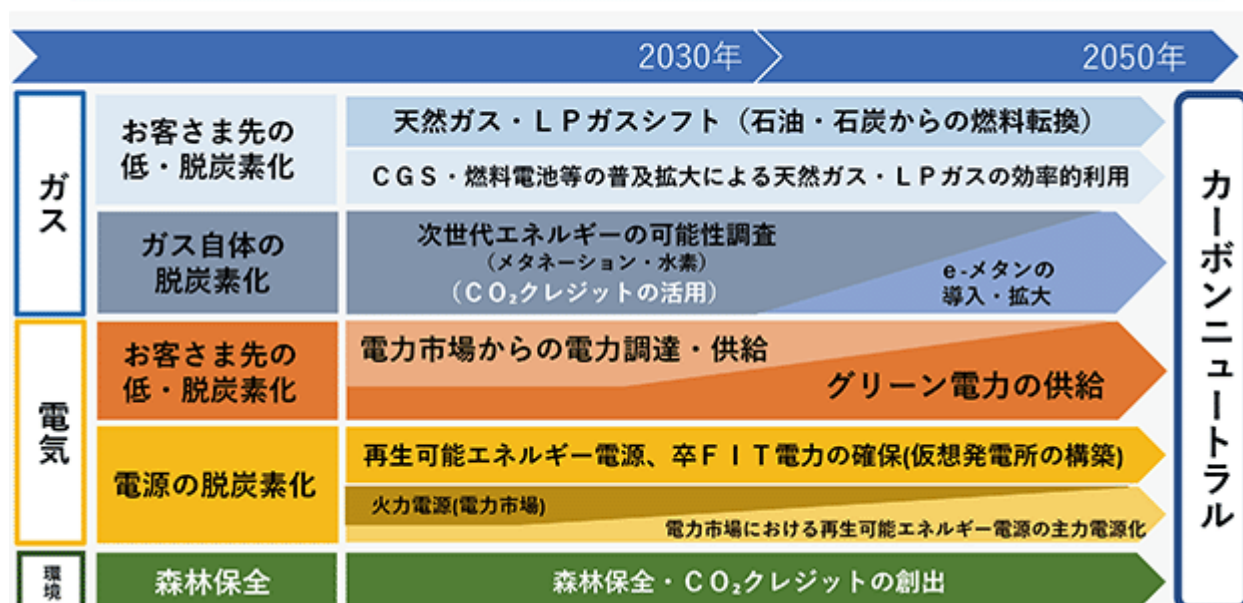 2030年
2050年
ガス
お客さま先の
低・脱炭素化
天然ガス・LPガスシフト（石油・石炭からの燃料転換）
CGS・燃料電池等の普及拡大による天然ガス・LPガスの効率的利用
ガス自体の
脱炭素化
次世代エネルギーの可能性調査
（メタネーション・水素）
（CO₂クレジットの活用）
e-メタンの
導入・拡大
電気
お客さま先の
低・脱炭素化
電力市場からの電力調達・供給
グリーン電力の供給
電源の脱炭素化
再生可能エネルギー電源、卒FIT電力の確保(仮想発電所の構築)
火力電源(電力市場)
電力市場における再生可能エネルギー電源の主力電源化
環境
森林保全
森林保全・CO₂クレジットの創出
カーボンニュートラル